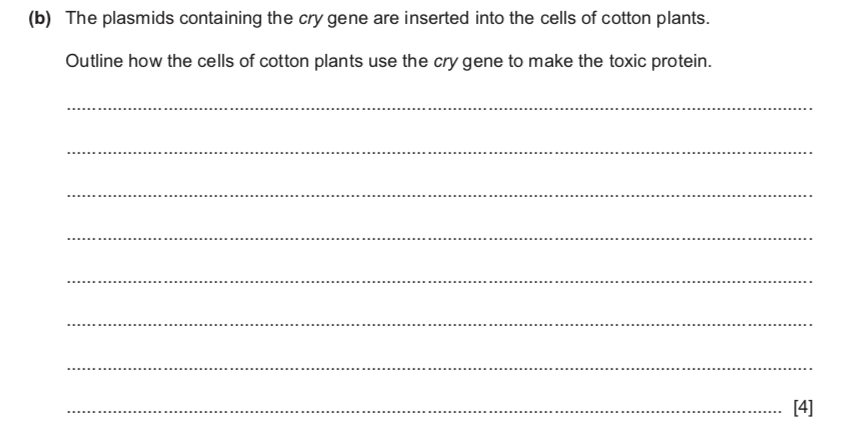 (b) The plasmids containing the cry gene are inserted into the cells of cotton plants.
Outline how the cells of cotton plants use the cry gene to make the toxic protein.
[4]